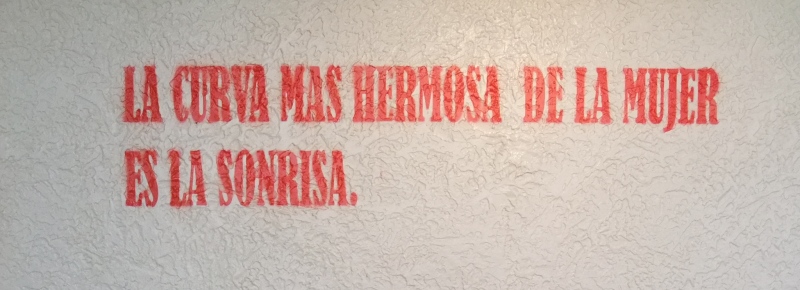 LA CURVA MAS HERMOSA DE LA MUJER
ES LA SONRISA.